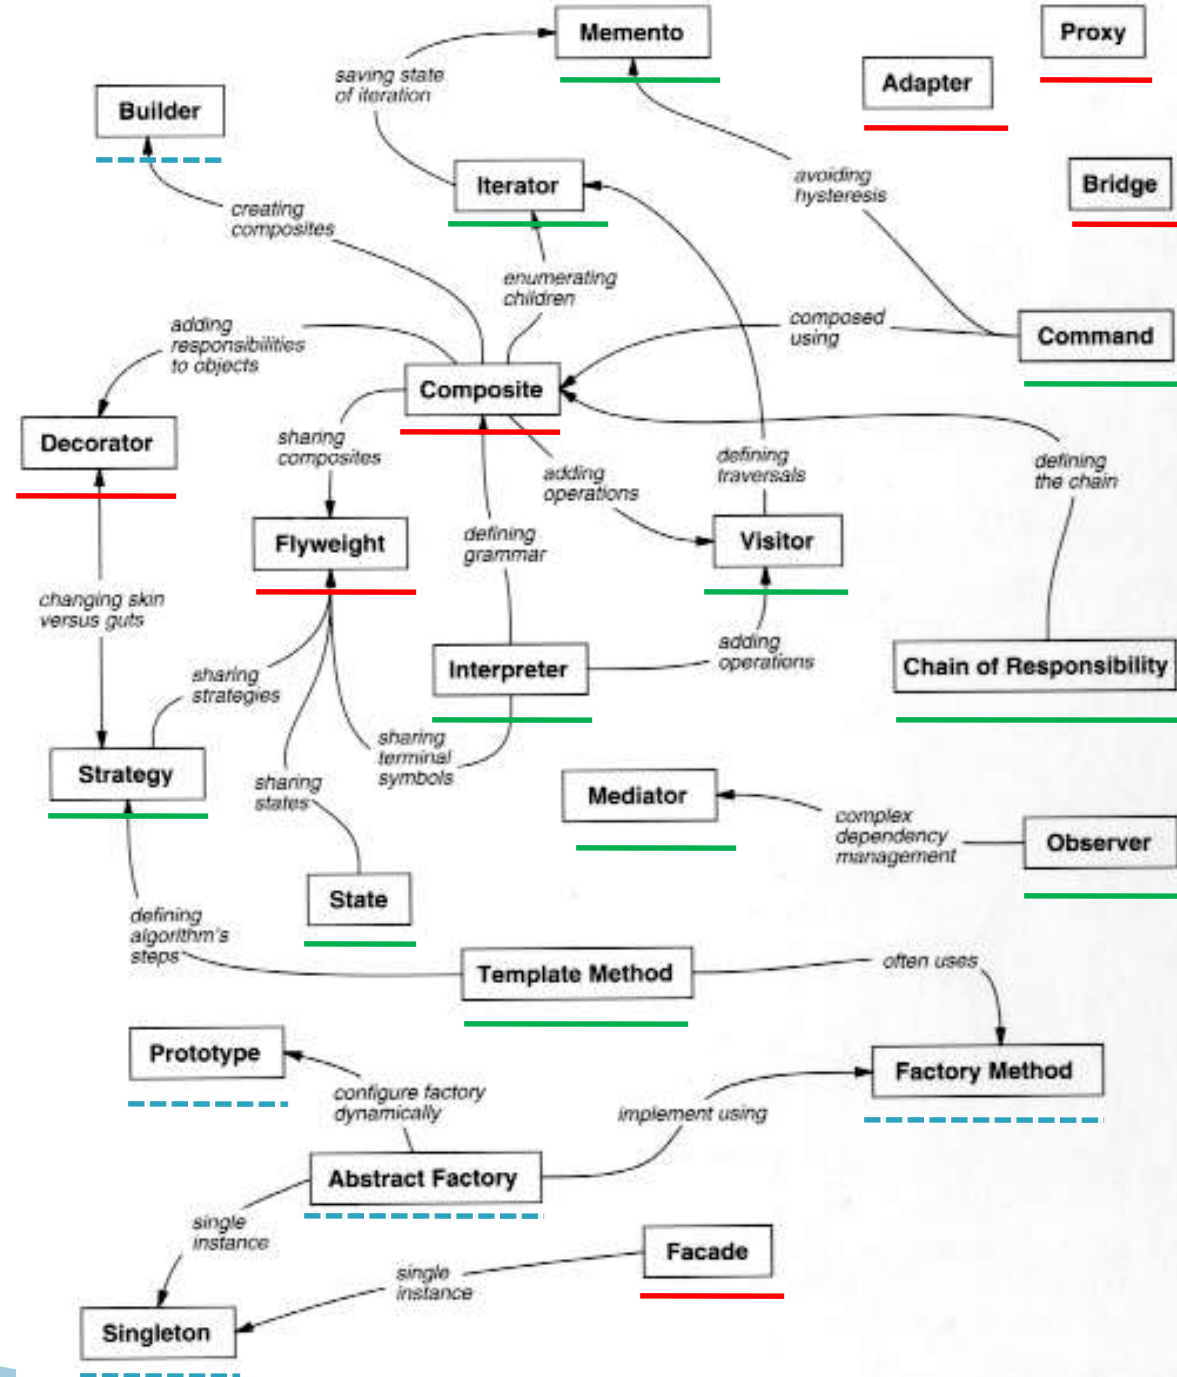 Memento
Proxy
Adapter
saving state
of iteration
Builder
avoiding
hysteresis
Iterator
Bridge
creating
composites
enumerating
children
adding
responsibilities
to objects
composed
using
Command
Composite
Decorator
sharing
composites
adding
operations
defining
traversals
defining
the chain
Flyweight
defining
grammar
Visitor
changing skin
versus guts
adding
operations
Interpreter
Chain of Responsibility
sharing
strategies
sharing
terminal
symbols
Strategy
sharing
states
Mediator
complex
dependency
management
Observer
State
defining
algorithm's
steps
Template Method
often uses
Prototype
Factory Method
configure factory
dynamically
implement using
Abstract Factory
single
instance
Facade
single
instance
Singleton